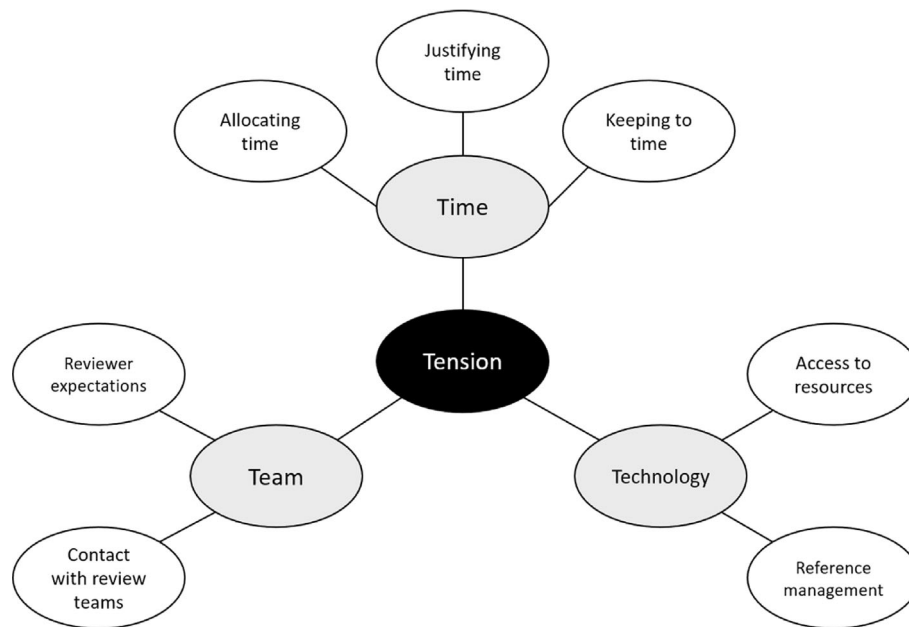 Justifying
time
Allocating
time
Keeping to
time
Time
Tension
Reviewer
expectations
Access to
resources
Team
Technology
Contact
with review
teams
Reference
management